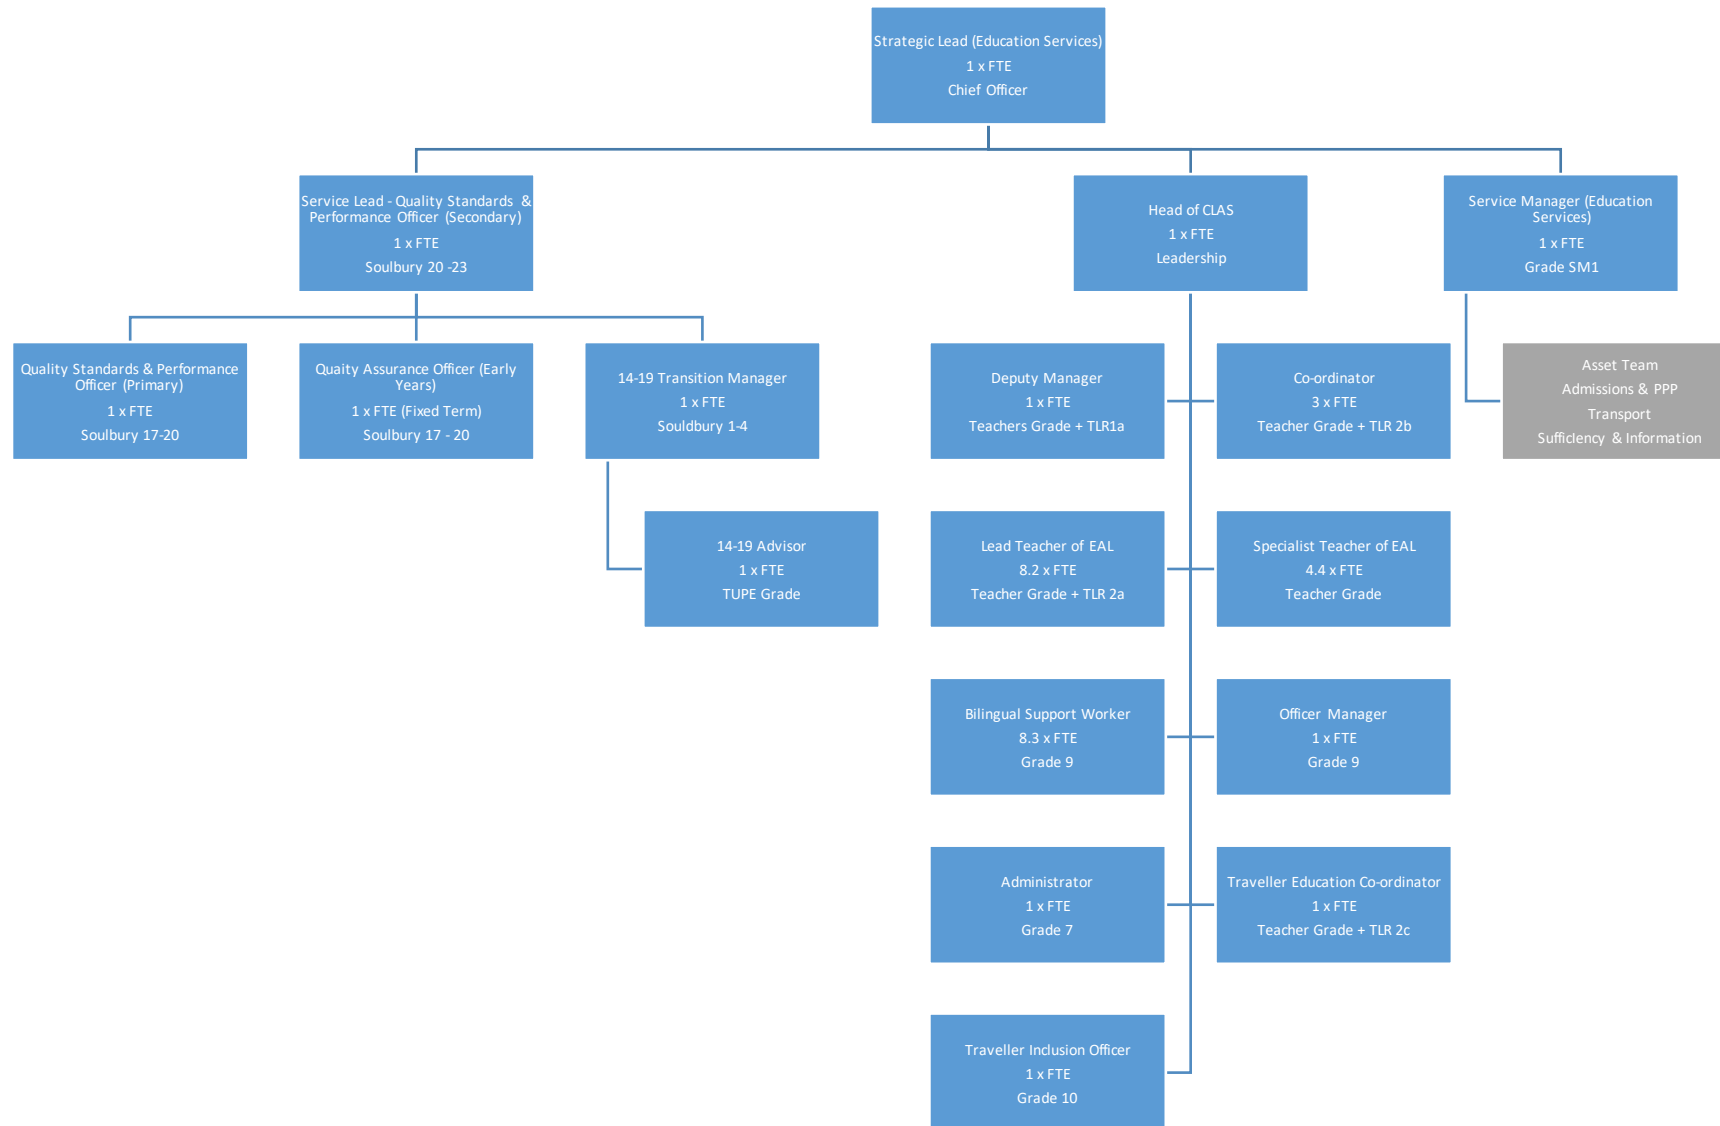 Strategic Lead (Education Services)
1 x FTE
Chief Officer
Service Lead - Quality Standards &
Performance Officer (Secondary)
1 x FTE
Soulbury 20 -23
Head of CLAS
1 x FTE
Leadership
Service Manager (Education
Services)
1 x FTE
Grade SM1
Quality Standards & Performance
Officer (Primary)
1 x FTE
Soulbury 17-20
Quaity Assurance Officer (Early
Years)
1 x FTE (Fixed Term)
Soulbury 17 - 20
14-19 Transition Manager
1 x FTE
Souldbury 1-4
Deputy Manager
1 x FTE
Teachers Grade + TLR1a
Co-ordinator
3 x FTE
Teacher Grade + TLR 2b
Asset Team
Admissions & PPP
Transport
Sufficlency & Information
14-19 Advisor
1 x FTE
TUPE Grade
Lead Teacher of EAL
8.2 x FTE
Teacher Grade + TLR 2a
Specialist Teacher of EAL
4.4 x FTE
Teacher Grade
Bilingual Support Worker
8.3 x FTE
Grade 9
Officer Manager
1 x FTE
Grade 9
Administrator
1 x FTE
Grade 7
Traveller Education Co-ordinator
1 x FTE
Teacher Grade + TLR 2c
Traveller Inclusion Officer
1 x FTE
Grade 10